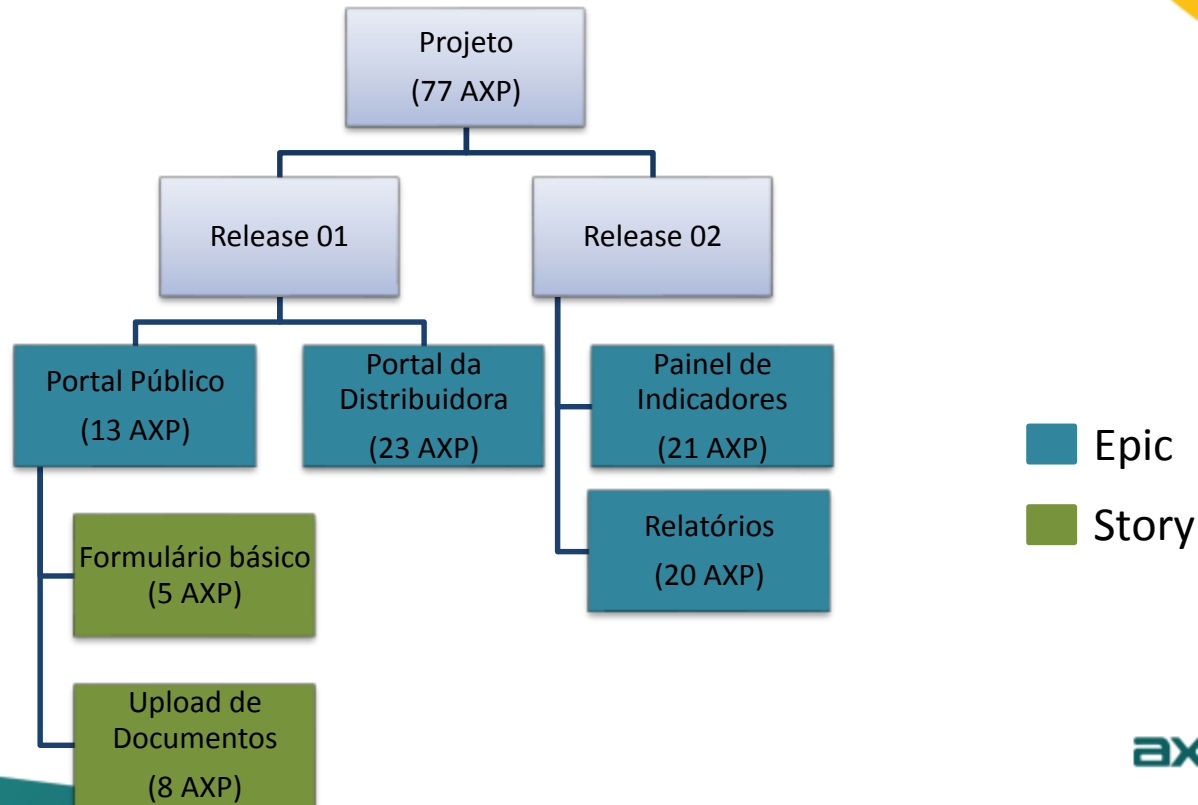 Projeto
(77 AXP)
Release 01
Release 02
Portal Público
(13 AXP)
Portal da
Distribuidora
(23 AXP)
Painel de
Indicadores
(21 AXP)
Relatórios
(20 AXP)
Formulário básico
(5 AXP)
Upload de
Documentos
(8 AXP)
Epic
Story
ax